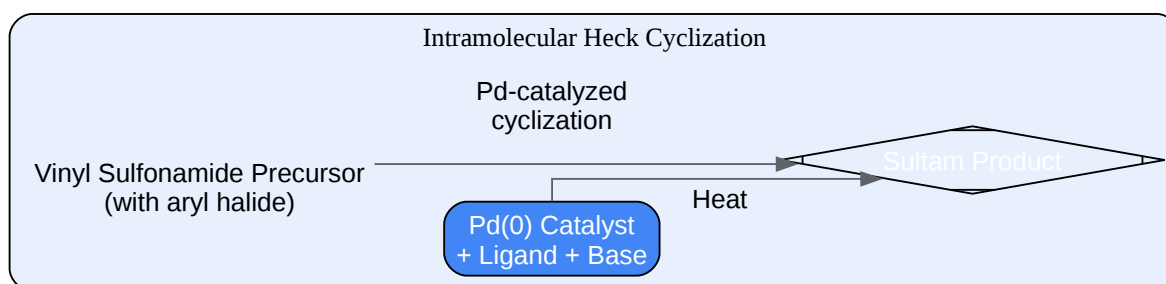 Intramolecular Heck Cyclization
Pd-catalyzed
cyclization
Vinyl Sulfonamide Precursor
(with aryl halide)
Sultam Product
Heat
Pd(0) Catalyst
+ Ligand + Base